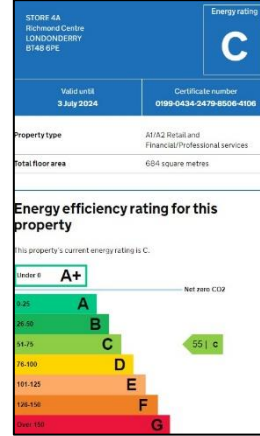 STORE 4A
Richmond Centre
LONDONDERRY
BT48 6PE
Energy rating
C
Valid until
3 July 2024
Certificate number
0199-0434-2479-8506-4106
Property type
A1/A2 Retail and
Financial/Professional services
Total floor area
684 square metres
Energy efficiency rating for this
property
This property's current energy rating is C.
Under 0 A+
Net zero CO2
0-25 A
26-50 B
51-75 C 55 | C
76-100 D
101-125 E
126-150 F
Over 150 G